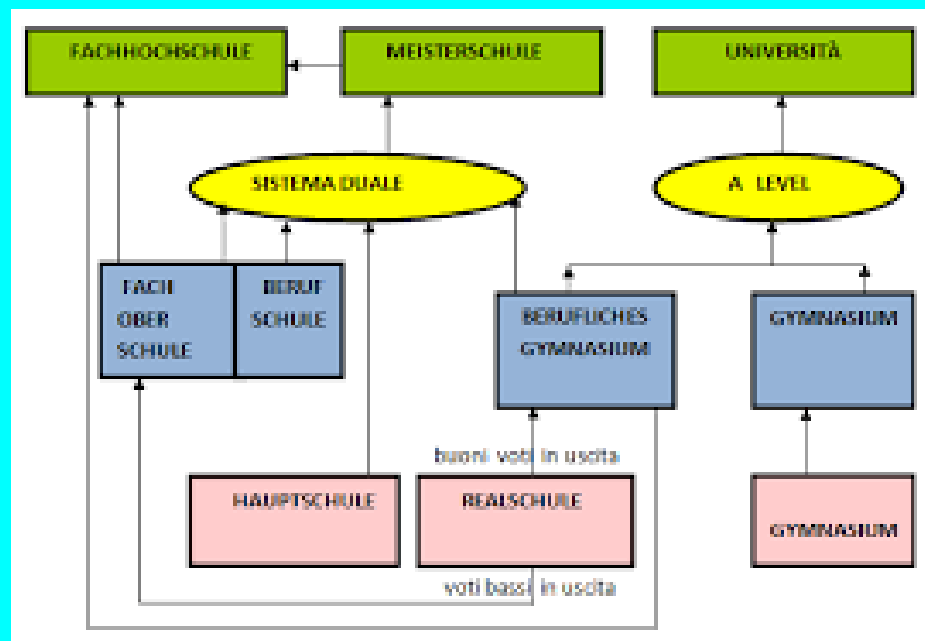 FACHHOCHSCHULE
MEISTERSCHULE
UNIVERSITÀ
SISTEMA DUALE
A LEVEL
FACH
OBER
SCHULE
BERUF
SCHULE
BERUFLICHES
GYMNASIUM
GYMNASIUM
buoni voti in uscita
HAUPTSCHULE
REALSCHULE
GYMNASIUM
voti bassi in uscita